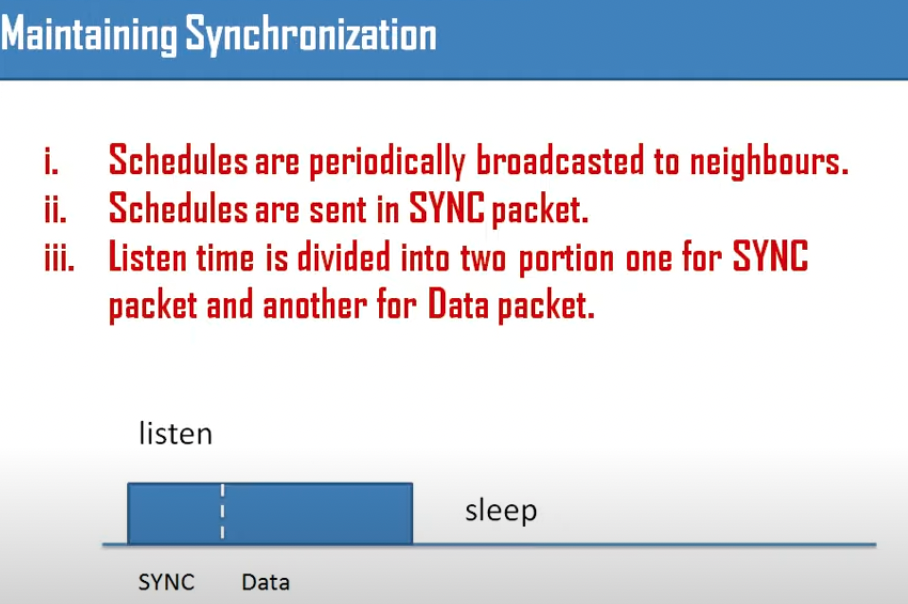 Maintaining Synchronization
i. Schedules are periodically broadcasted to neighbours.
ii. Schedules are sent in SYNC packet.
iii. Listen time is divided into two portion one for SYNC
packet and another for Data packet.
listen
sleep
SYNC Data